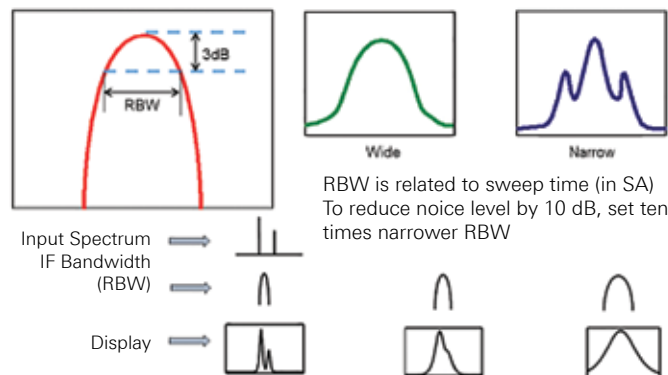 3dB
RBW
Wide
Narrow
RBW is related to sweep time (in SA)
To reduce noice level by 10 dB, set ten
times narrower RBW
Input Spectrum
IF Bandwidth
(RBW)
Display